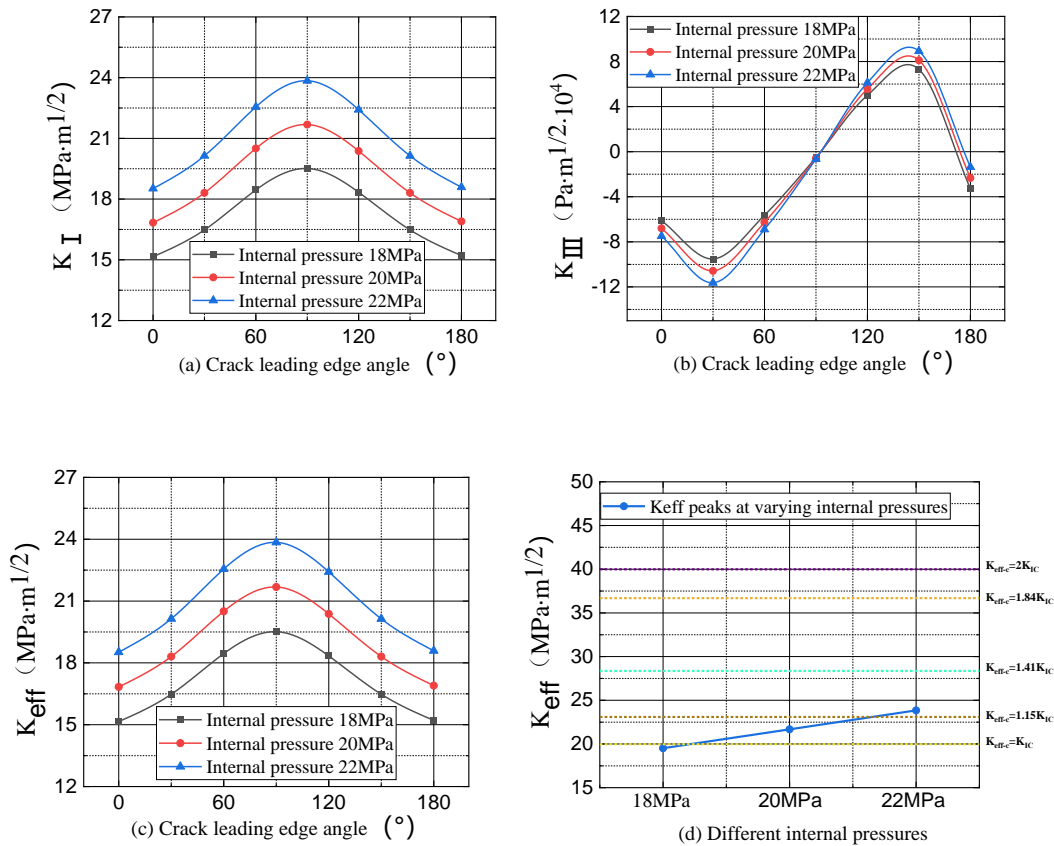 27
24
21
18
15
12
K I （MPa·m1/2)
Internal pressure 18MPa
Internal pressure 20MPa
Internal pressure 22MPa
0 60 120 180
(a) Crack leading edge angle (°)
8
4
0
-4
-8
-12
KIII （Pa·m1/2·104)
Internal pressure 18MPa
Internal pressure 20MPa
Internal pressure 22MPa
0 60 120 180
(b) Crack leading edge angle (°)
27
24
21
18
15
12
Keff （MPa·m1/2)
Internal pressure 18MPa
Internal pressure 20MPa
Internal pressure 22MPa
0 60 120 180
(c) Crack leading edge angle (°)
50
45
40
35
30
25
20
15
Keff （MPa·m1/2)
Keff peaks at varying internal pressures
Keff-c=2KIC
Keff-c=1.84KIC
Keff-c=1.41KIC
Keff-c=1.15KIC
Keff-c=KIC
18MPa 20MPa 22MPa
(d) Different internal pressures